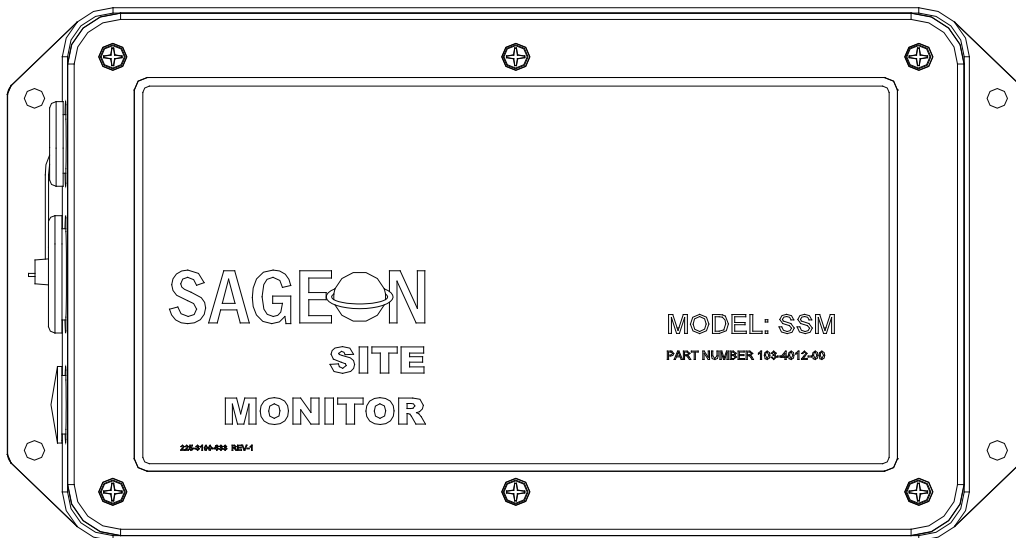 SAGEON
SITE
MONITOR
MODEL: SSM
PART NUMBER 103-4012-00
REV-1